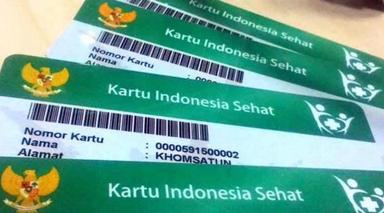 Kartu Indonesia Sehat
Kartu Indonesia Sehat
Nomor Kartu : 0000
Nama
Kartu Indonesia Sehat
Nomor Kartu : 0000591500002
Nama
Alamat : KHOMSATUN
Kartu Indonesia Sehat